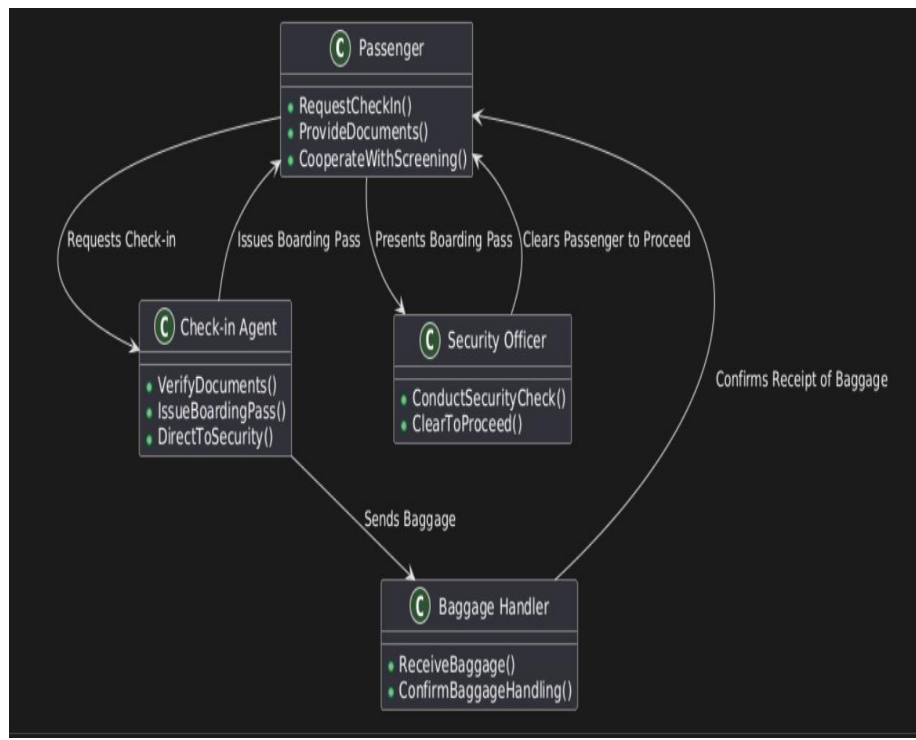 C Passenger
RequestCheckIn()
ProvideDocuments()
CooperateWithScreening()
Requests Check-in
Issues Boarding Pass
Presents Boarding Pass
Clears Passenger to Proceed
C Check-in Agent
VerifyDocuments()
IssueBoardingPass()
DirectToSecurity()
C Security Officer
ConductSecurityCheck()
ClearToProceed()
Confirms Receipt of Baggage
Sends Baggage
C Baggage Handler
ReceiveBaggage()
ConfirmBaggageHandling()